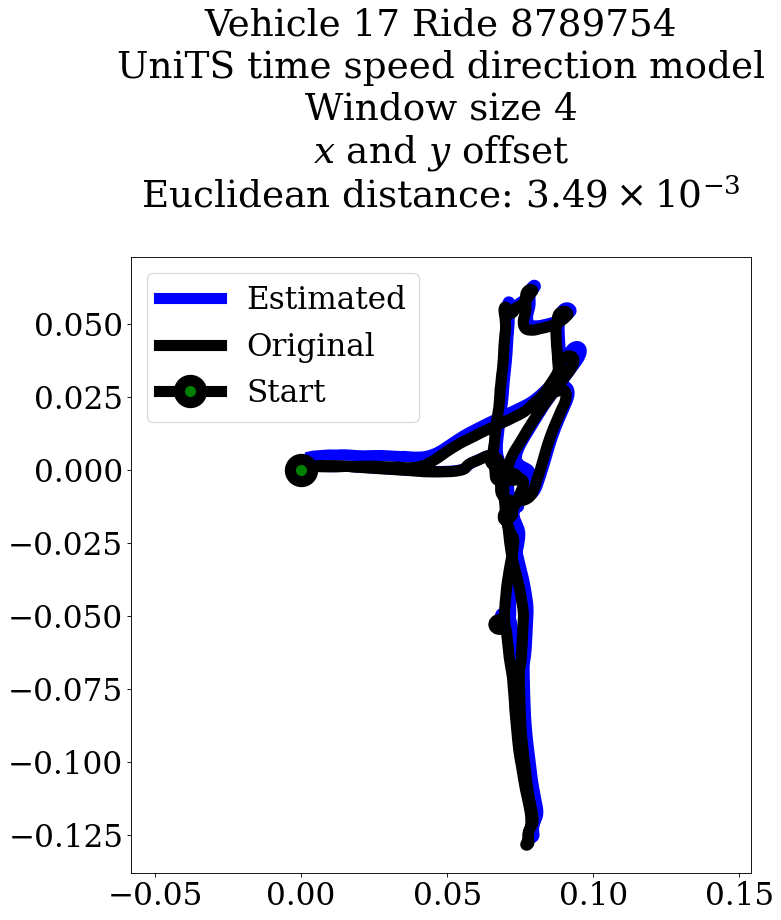 Vehicle 17 Ride 8789754
UniTS time speed direction model
Window size 4
x and y offset
Euclidean distance: 3.49 × 10⁻³
Estimated
Original
Start
0.050
0.025
0.000
−0.025
−0.050
−0.075
−0.100
−0.125
−0.05 0.00 0.05 0.10 0.15